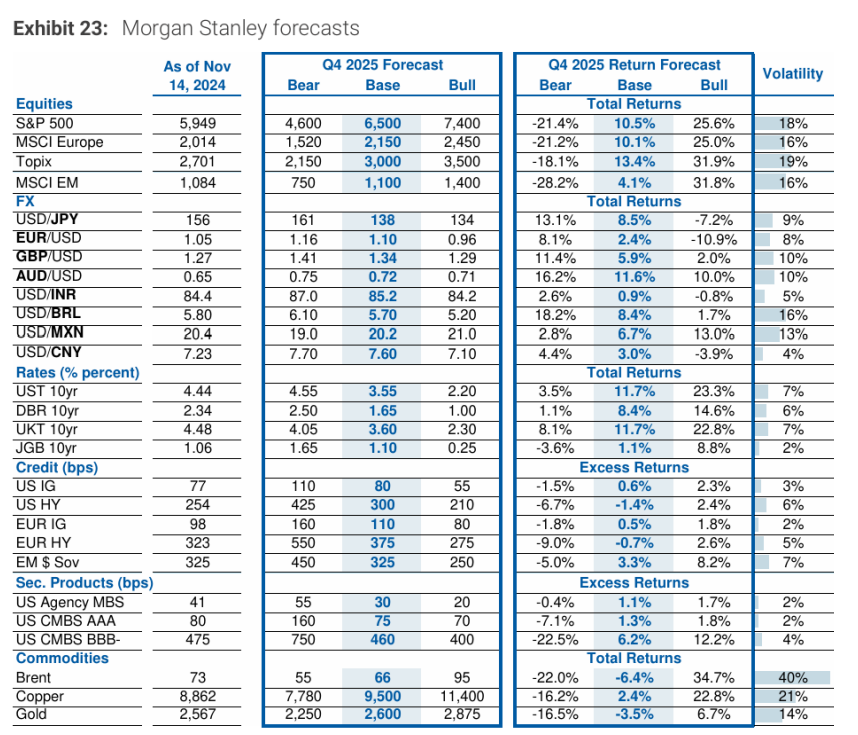 Exhibit 23: Morgan Stanley forecasts
As of Nov 14, 2024 Q4 2025 Forecast Q4 2025 Return Forecast Volatility
Bear Base Bull Bear Base Bull
Equities Total Returns
S&P 500 5,949 4,600 6,500 7,400 -21.4% 10.5% 25.6% 18%
MSCI Europe 2,014 1,520 2,150 2,450 -21.2% 10.1% 25.0% 16%
Topix 2,701 2,150 3,000 3,500 -18.1% 13.4% 31.9% 19%
MSCI EM 1,084 750 1,100 1,400 -28.2% 4.1% 31.8% 16%
FX Total Returns
USD/JPY 156 161 138 134 13.1% 8.5% -7.2% 9%
EUR/USD 1.05 1.16 1.10 0.96 8.1% 2.4% -10.9% 8%
GBP/USD 1.27 1.41 1.34 1.29 11.4% 5.9% 2.0% 10%
AUD/USD 0.65 0.75 0.72 0.71 16.2% 11.6% 10.0% 10%
USD/INR 84.4 87.0 85.2 84.2 2.6% 0.9% -0.8% 5%
USD/BRL 5.80 6.10 5.70 5.20 18.2% 8.4% 1.7% 16%
USD/MXN 20.4 19.0 20.2 21.0 2.8% 6.7% 13.0% 13%
USD/CNY 7.23 7.70 7.60 7.10 4.4% 3.0% -3.9% 4%
Rates (% percent) Total Returns
UST 10yr 4.44 4.55 3.55 2.20 3.5% 11.7% 23.3% 7%
DBR 10yr 2.34 2.50 1.65 1.00 1.1% 8.4% 14.6% 6%
UKT 10yr 4.48 4.05 3.60 2.30 8.1% 11.7% 22.8% 7%
JGB 10yr 1.06 1.65 1.10 0.25 -3.6% 1.1% 8.8% 2%
Credit (bps) Excess Returns
US IG 77 110 80 55 -1.5% 0.6% 2.3% 3%
US HY 254 425 300 210 -6.7% -1.4% 2.4% 6%
EUR IG 98 160 110 80 -1.8% 0.5% 1.8% 2%
EUR HY 323 550 375 275 -9.0% -0.7% 2.6% 5%
EM $ Sov 325 450 325 250 -5.0% 3.3% 8.2% 7%
Sec. Products (bps) Excess Returns
US Agency MBS 41 55 30 20 -0.4% 1.1% 1.7% 2%
US CMBS AAA 80 160 75 70 -7.1% 1.3% 1.8% 2%
US CMBS BBB- 475 750 460 400 -22.5% 6.2% 12.2% 4%
Commodities Total Returns
Brent 73 55 66 95 -22.0% -6.4% 34.7% 40%
Copper 8,862 7,780 9,500 11,400 -16.2% 2.4% 22.8% 21%
Gold 2,567 2,250 2,600 2,875 -16.5% -3.5% 6.7% 14%